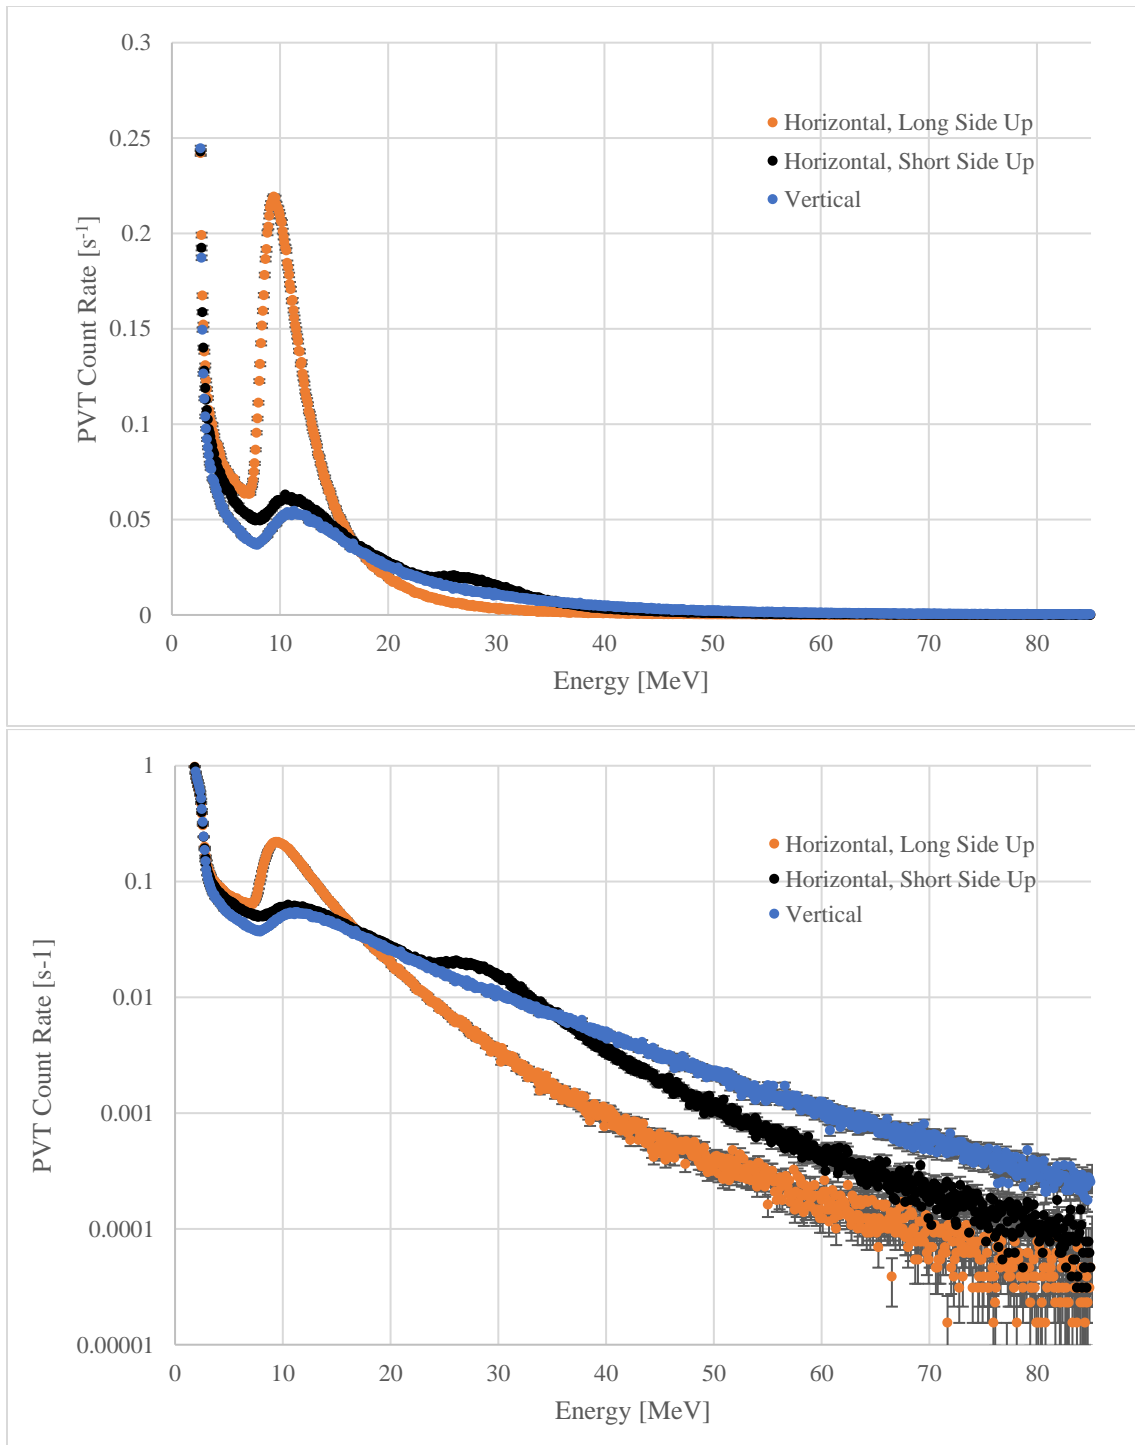 0.3
0.25
0.2
0.15
0.1
0.05
0
PVT Count Rate [s-1]
Horizontal, Long Side Up
Horizontal, Short Side Up
Vertical
0 10 20 30 40 50 60 70 80
Energy [MeV]
1
0.1
0.01
0.001
0.0001
0.00001
PVT Count Rate [s-1]
Horizontal, Long Side Up
Horizontal, Short Side Up
Vertical
0 10 20 30 40 50 60 70 80
Energy [MeV]